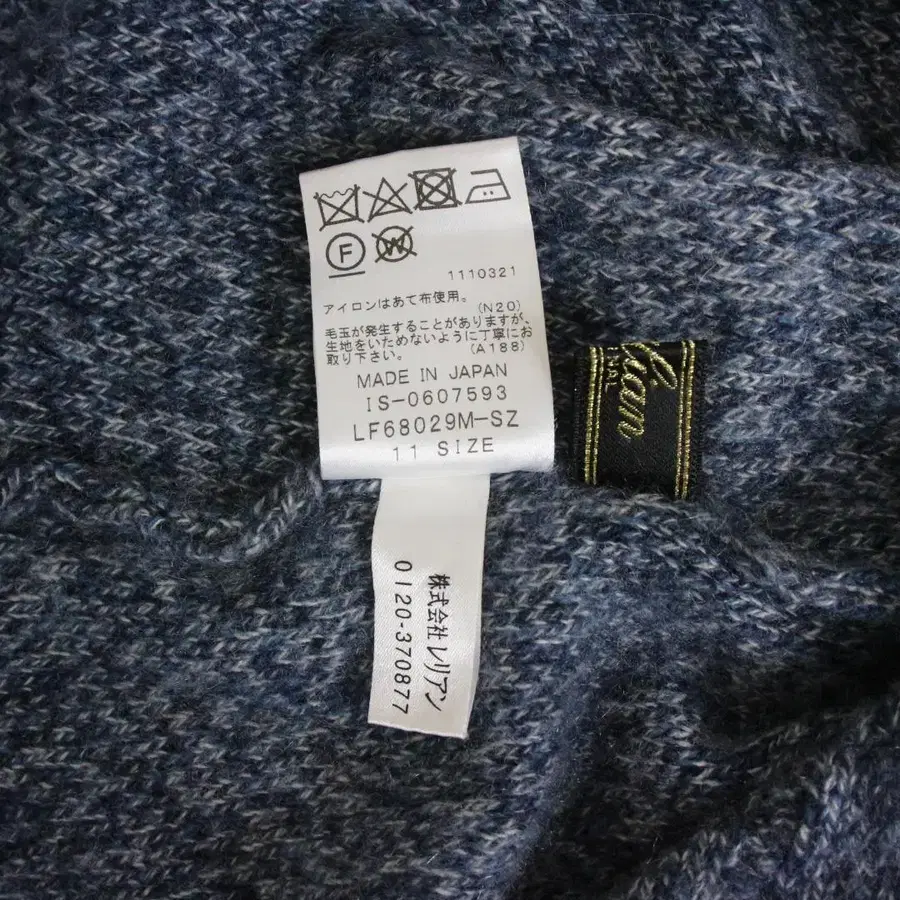 F
W
1110321
アイロンはあて布使用。
(N20)
毛玉が発生することがありますが、
生地をいためないように丁寧にお
取り下さい。 (A188)
MADE IN JAPAN
IS-0607593
LF68029M-SZ
11 SIZE
株式会社レリアン
0120-370877